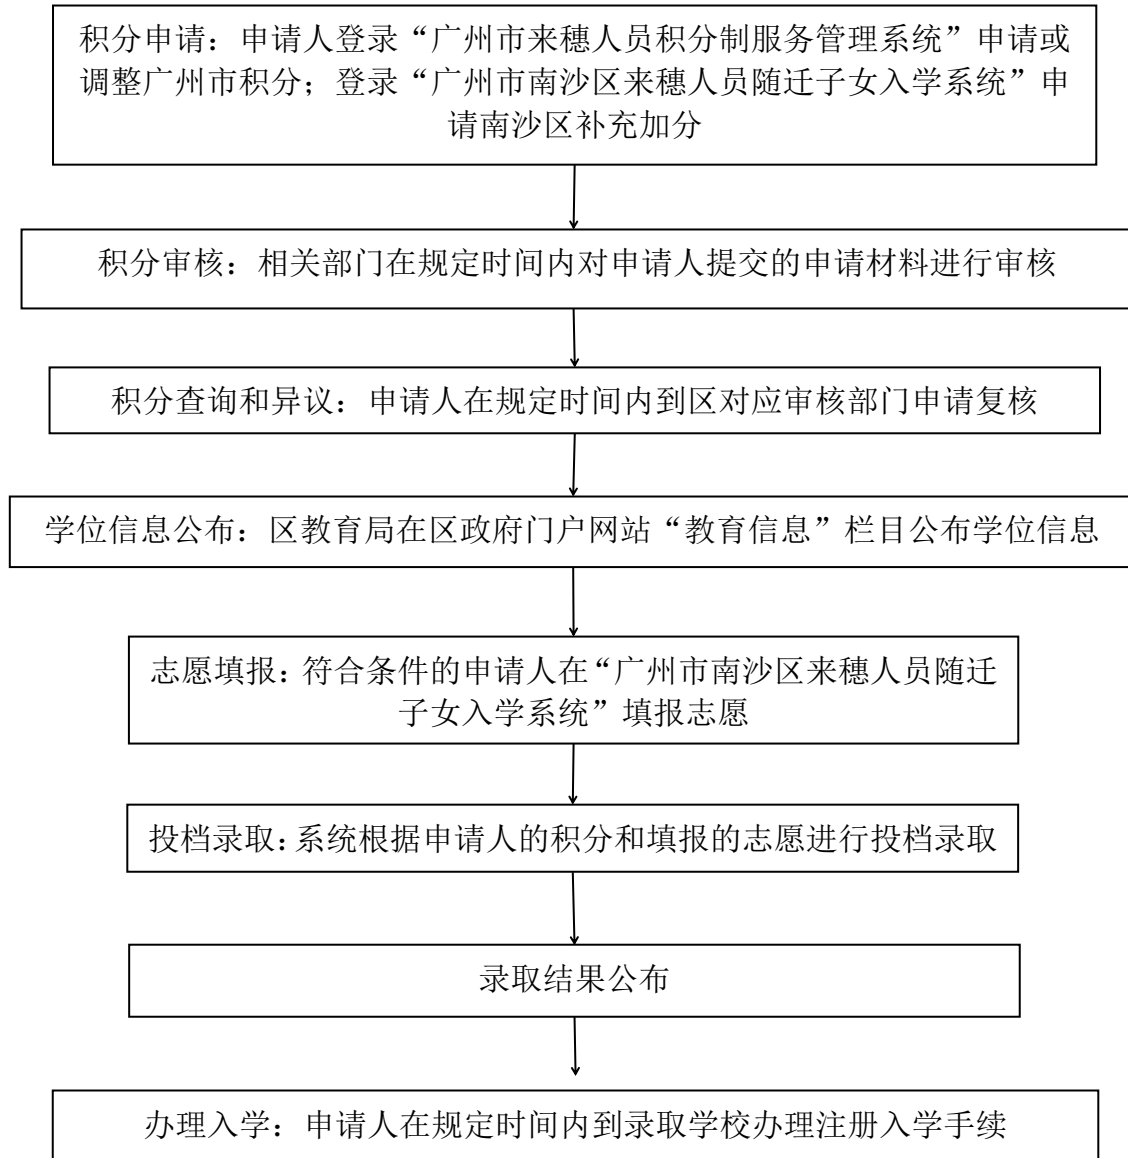 积分申请：申请人登录“广州市来穗人员积分制服务管理系统”申请或
调整广州市积分；登录“广州市南沙区来穗人员随迁子女入学系统”申
请南沙区补充加分
积分审核：相关部门在规定时间内对申请人提交的申请材料进行审核
积分查询和异议：申请人在规定时间内到区对应审核部门申请复核
学位信息公布：区教育局在区政府门户网站“教育信息”栏目公布学位信息
志愿填报：符合条件的申请人在“广州市南沙区来穗人员随迁
子女入学系统”填报志愿
投档录取：系统根据申请人的积分和填报的志愿进行投档录取
录取结果公布
办理入学：申请人在规定时间内到录取学校办理注册入学手续